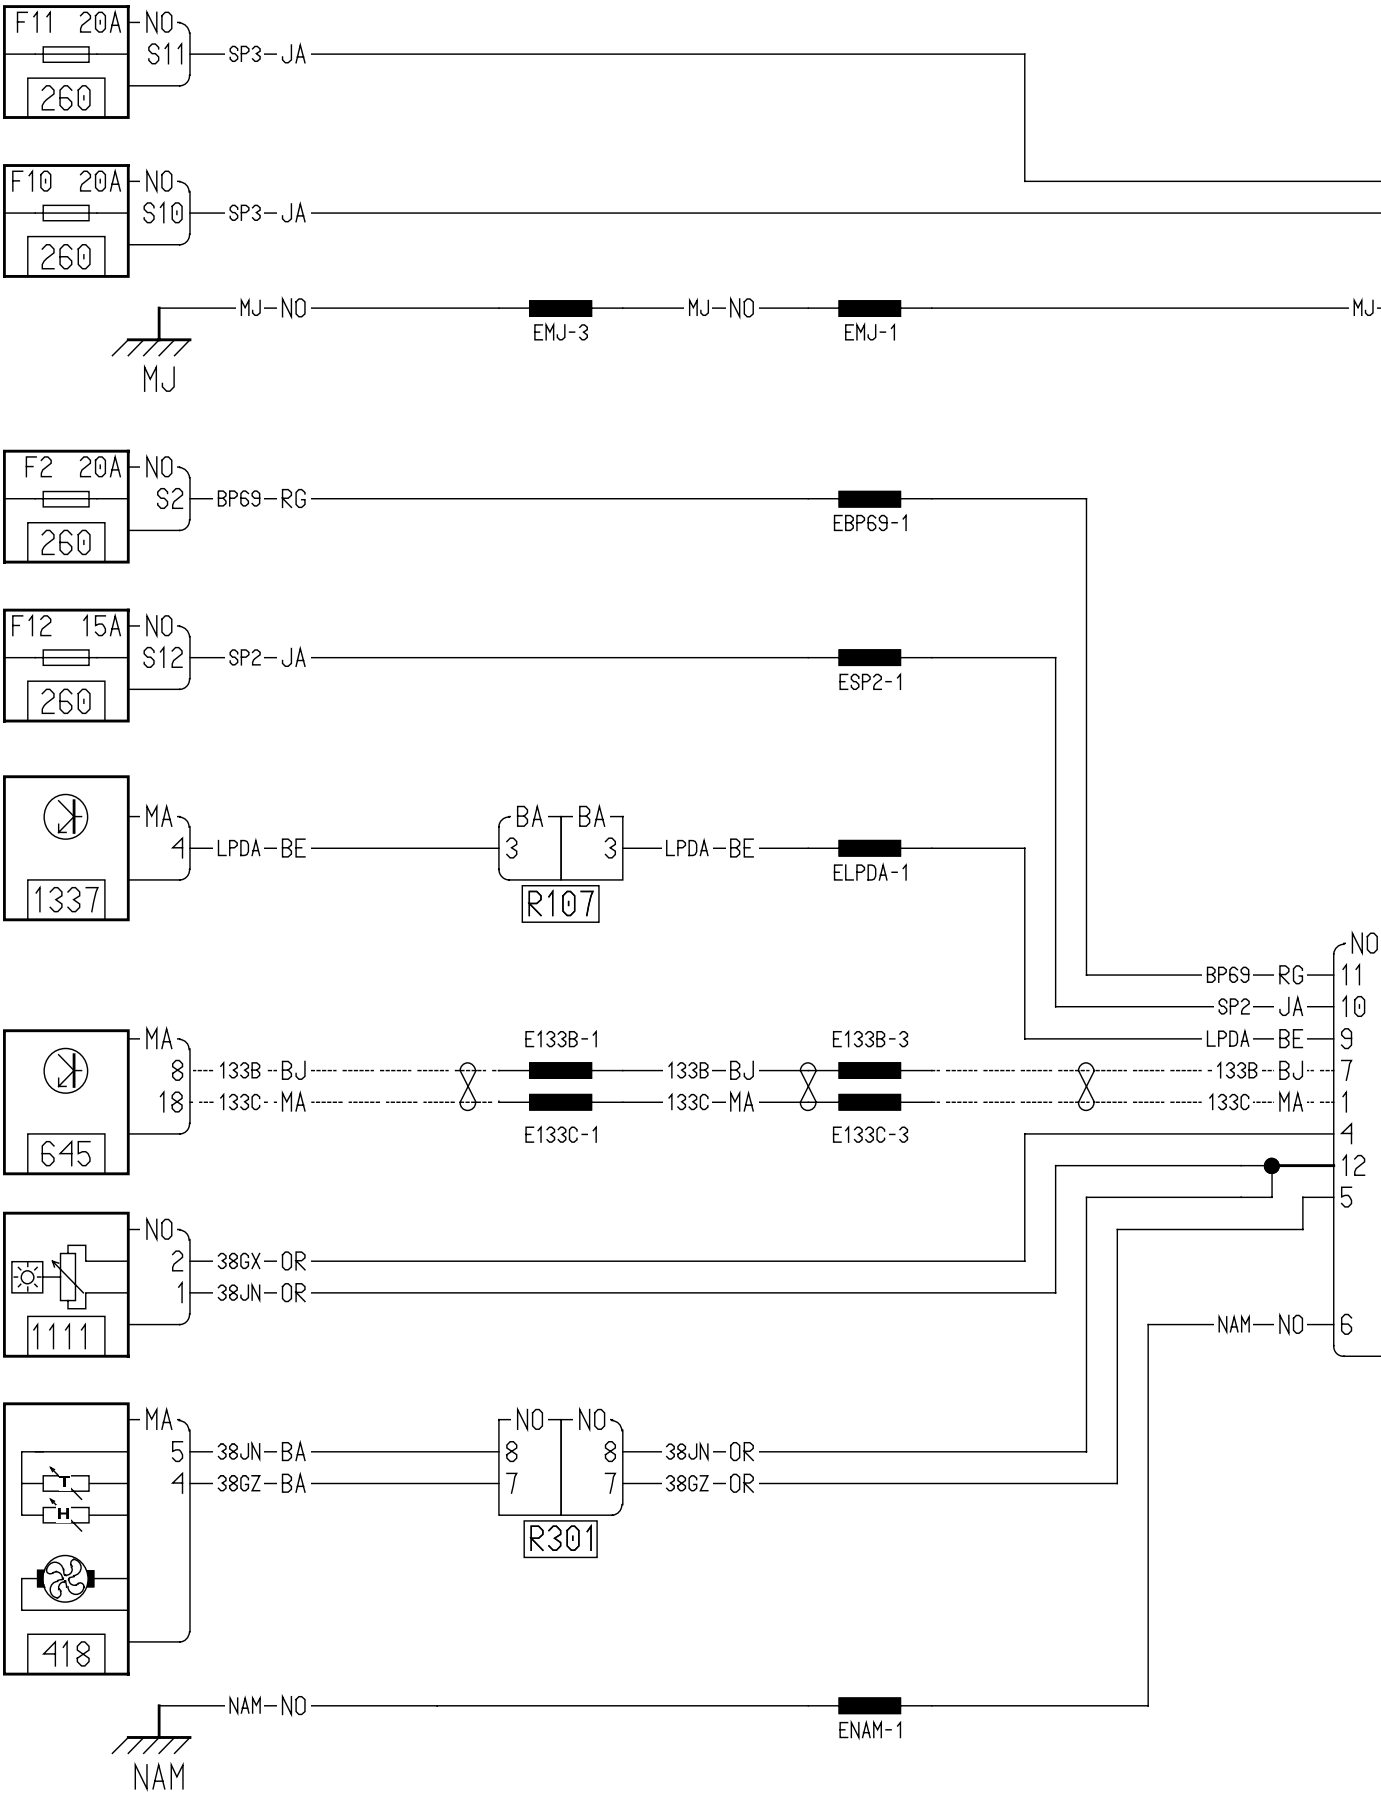 F11 20A NO
S11 SP3 JA
260
F10 20A NO
S10 SP3 JA
260
MJ NO MJ NO MJ
EMJ-3 EMJ-1
MJ
F2 20A NO
S2 BP69 RG
260
EBP69-1
F12 15A NO
S12 SP2 JA
260
ESP2-1
MA BA BA
4 LPDA BE 3 3 LPDA BE
ELPDA-1
1337 R107
NO
BP69 RG 11
SP2 JA 10
MA E133B-1 E133B-3 LPDA BE 9
8 133B BJ 133B BJ 133B BJ 7
18 133C MA 133C MA 133C MA 1
E133C-1 E133C-3 4
645
12
5
NO
2 38GX OR
1 38JN OR
1111
NAM NO 6
MA NO NO
5 38JN BA 8 8 38JN OR
T
4 38GZ BA 7 7 38GZ OR
H
R301
418
NAM NO
ENAM-1
NAM